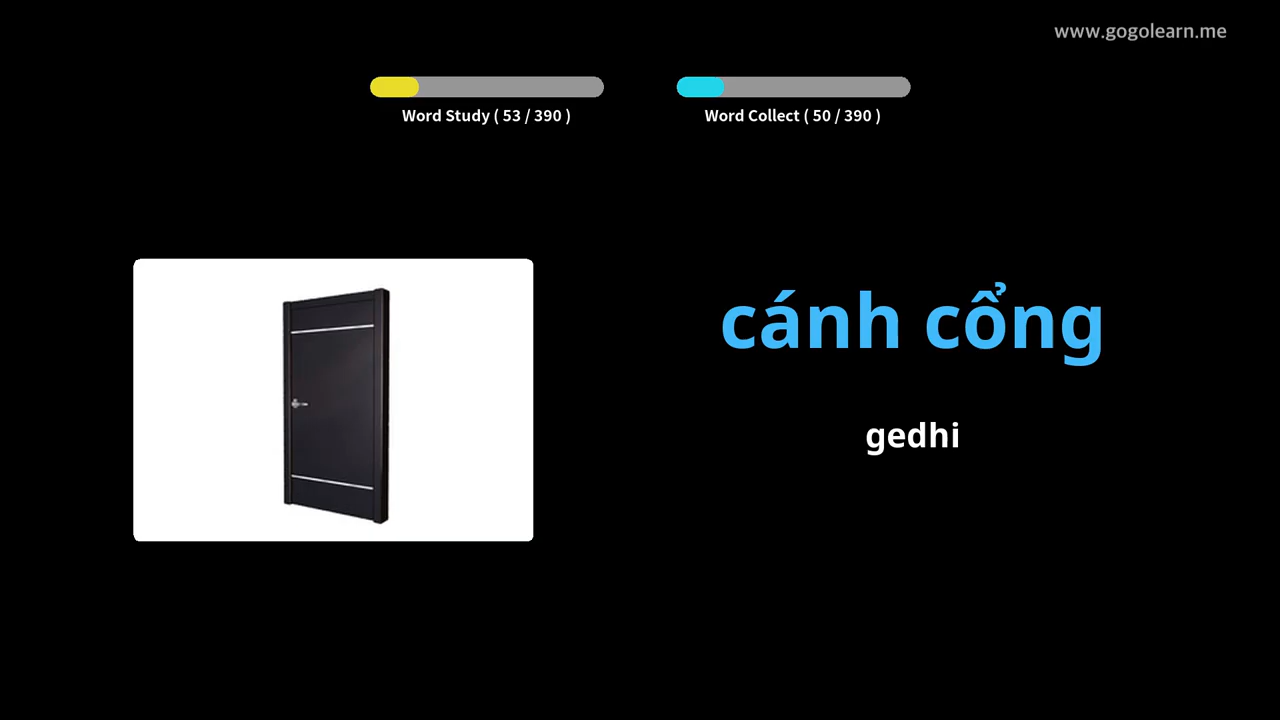 www.gogolearn.me
Word Study ( 53 / 390 )
Word Collect ( 50 / 390 )
cánh cổng
gedhi